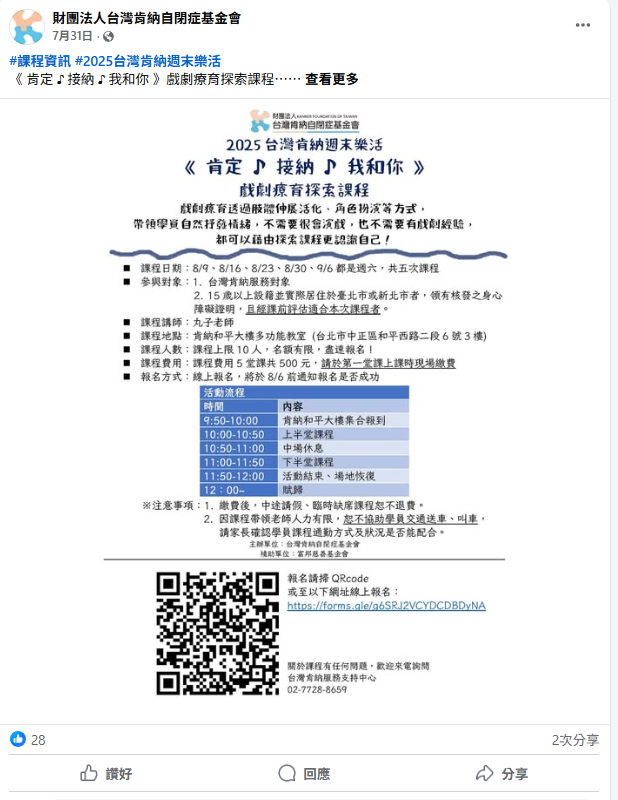 財團法人台灣肯納自閉症基金會
7月31日
#課程資訊 #2025台灣肯納週末樂活
《 肯定♪接納♪我和你 》戲劇療育探索課程…… 查看更多
財團法人KANNER FOUNDATION OF TAIWAN
台灣肯納自閉症基金會
2025 台灣肯納週末樂活
《 肯定 ♪ 接納 ♪ 我和你 》
戲劇療育探索課程
戲劇療育透過肢體伸展活化、角色扮演等方式，
帶領學員自然抒發情緒，不需要很會演戲，也不需要有戲劇經驗，
都可以藉由探索課程更認識自己！
■ 課程日期：8/9、8/16、8/23、8/30、9/6 都是週六，共五次課程
■ 參與對象：1. 台灣肯納服務對象
2. 15 歲以上設籍並實際居住於臺北市或新北市者，領有核發之身心
障礙證明，且經課前評估適合本次課程者。
■ 課程講師：丸子老師
■ 課程地點：肯納和平大樓多功能教室 (台北市中正區和平西路二段 6 號 3 樓)
■ 課程人數：課程上限 10 人，名額有限，盡速報名！
■ 課程費用：課程費用 5 堂課共 500 元，請於第一堂課上課時現場繳費
■ 報名方式：線上報名，將於 8/6 前通知報名是否成功
活動流程
時間 內容
9:50-10:00 肯納和平大樓集合報到
10:00-10:50 上半堂課程
10:50-11:00 中場休息
11:00-11:50 下半堂課程
11:50-12:00 活動結束、場地恢復
12：00~ 賦歸
※注意事項：1. 繳費後，中途請假、臨時缺席課程恕不退費。
2. 因課程帶領老師人力有限，恕不協助學員交通送車、叫車，
請家長確認學員課程通勤方式及狀況是否能配合。
主辦單位：台灣肯納自閉症基金會
補助單位：富邦慈善基金會
報名請掃 QRcode
或至以下網址線上報名：
https://forms.gle/g6SRJ2VCYDCDBDvNA
關於課程有任何問題，歡迎來電詢問
台灣肯納服務支持中心
02-7728-8659
28
2次分享
讚好 回應 分享